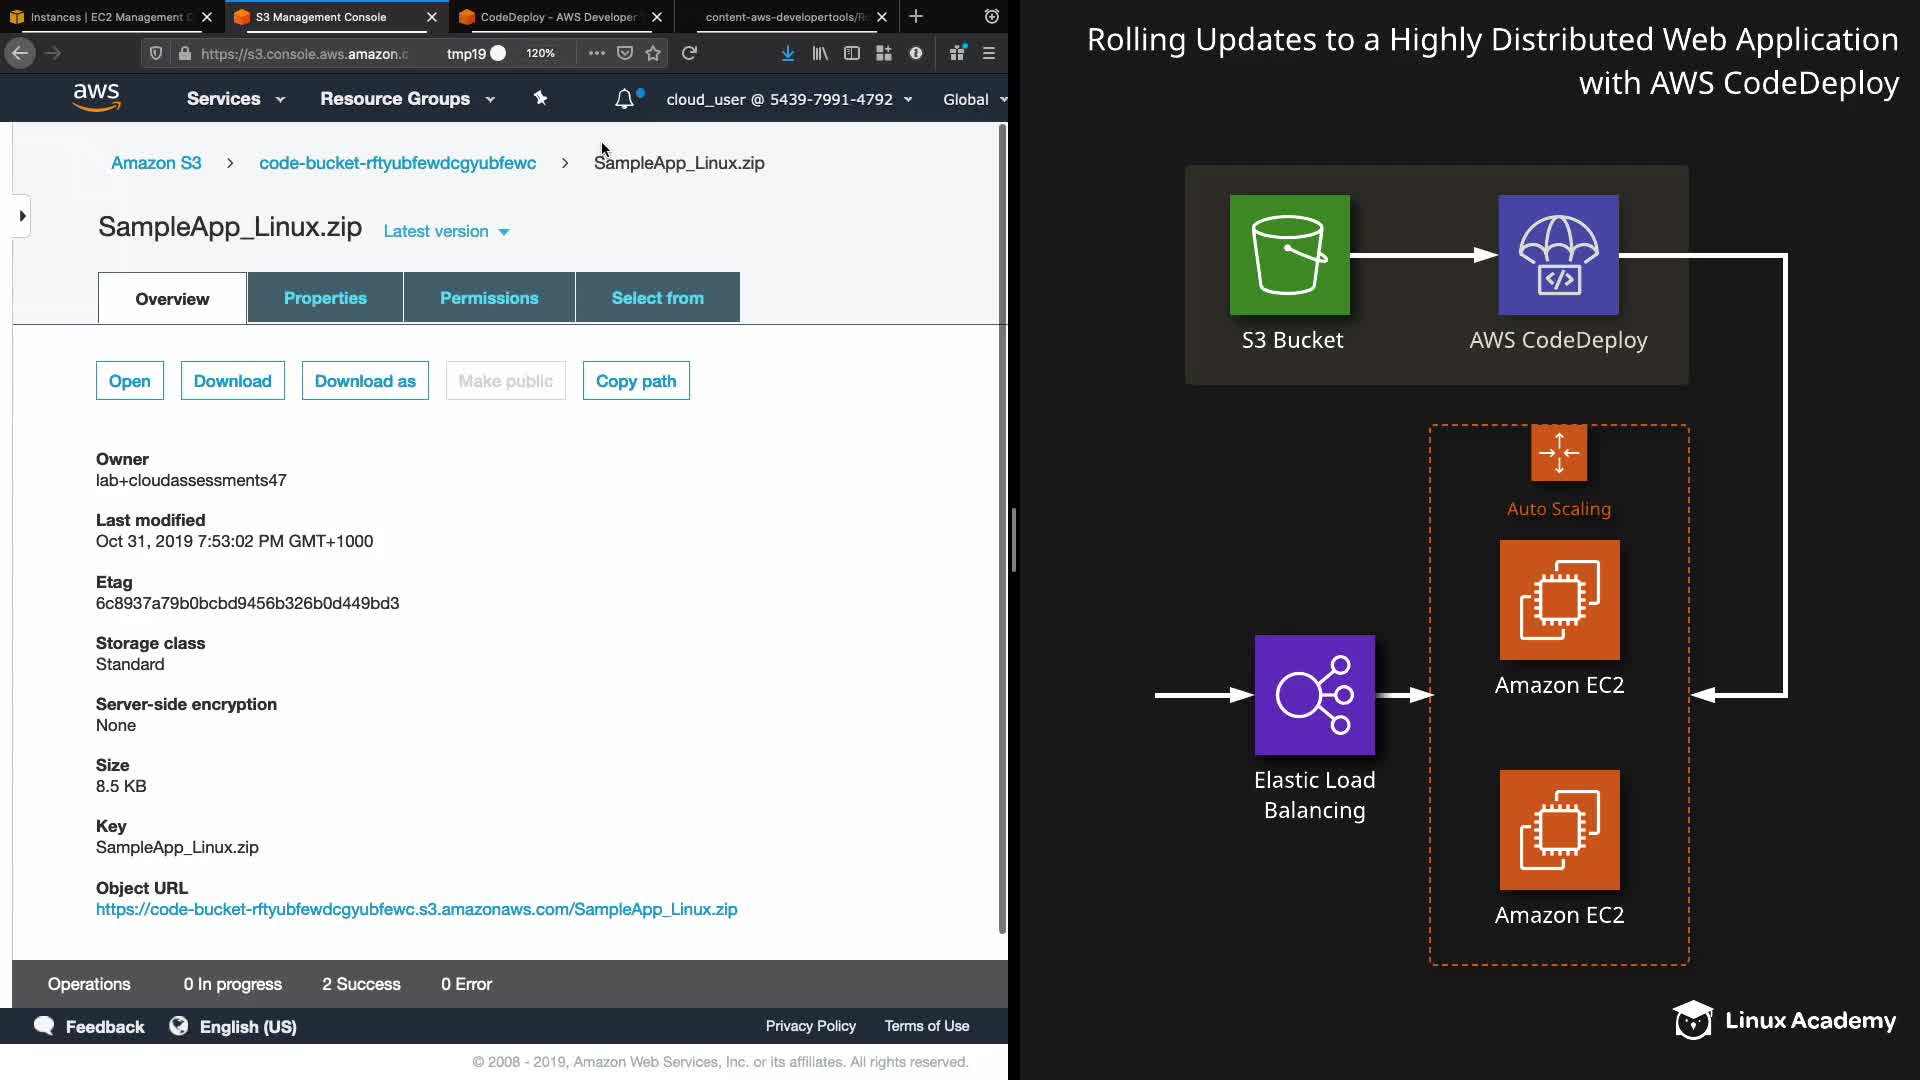 Instances | EC2 Management C
S3 Management Console
CodeDeploy - AWS Developer
content-aws-developertools/R
https://s3.console.aws.amazon.c
tmp19
120%
aws
Services
Resource Groups
cloud_user @ 5439-7991-4792
Global
Amazon S3 > code-bucket-rftyubfewdcgyubfewc > SampleApp_Linux.zip
SampleApp_Linux.zip
Latest version
Overview
Properties
Permissions
Select from
Open
Download
Download as
Make public
Copy path
Owner
lab+cloudassessments47
Last modified
Oct 31, 2019 7:53:02 PM GMT+1000
Etag
6c8937a79b0bcbd9456b326b0d449bd3
Storage class
Standard
Server-side encryption
None
Size
8.5 KB
Key
SampleApp_Linux.zip
Object URL
https://code-bucket-rftyubfewdcgyubfewc.s3.amazonaws.com/SampleApp_Linux.zip
Operations
0 In progress
2 Success
0 Error
Feedback
English (US)
Privacy Policy
Terms of Use
© 2008 - 2019, Amazon Web Services, Inc. or its affiliates. All rights reserved.
Rolling Updates to a Highly Distributed Web Application
with AWS CodeDeploy
S3 Bucket
AWS CodeDeploy
Auto Scaling
Amazon EC2
Elastic Load
Balancing
Amazon EC2
Linux Academy